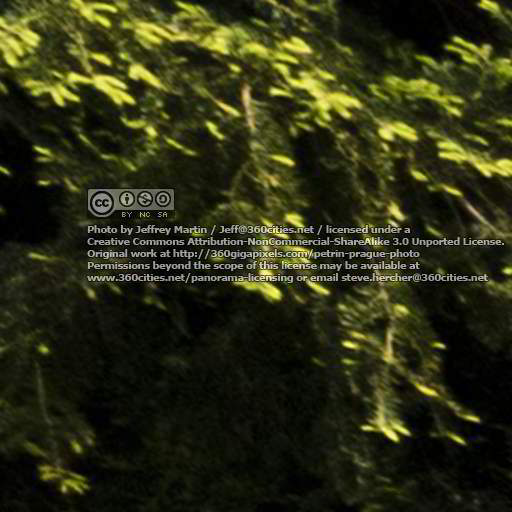 cc
BY NC SA
Photo by Jeffrey Martin / Jeff@360cities.net / licensed under a
Creative Commons Attribution-NonCommercial-ShareAlike 3.0 Unported License.
Original work at http://360gigapixels.com/petrin-prague-photo
Permissions beyond the scope of this license may be available at
www.360cities.net/panorama-licensing or email steve.hercher@360cities.net